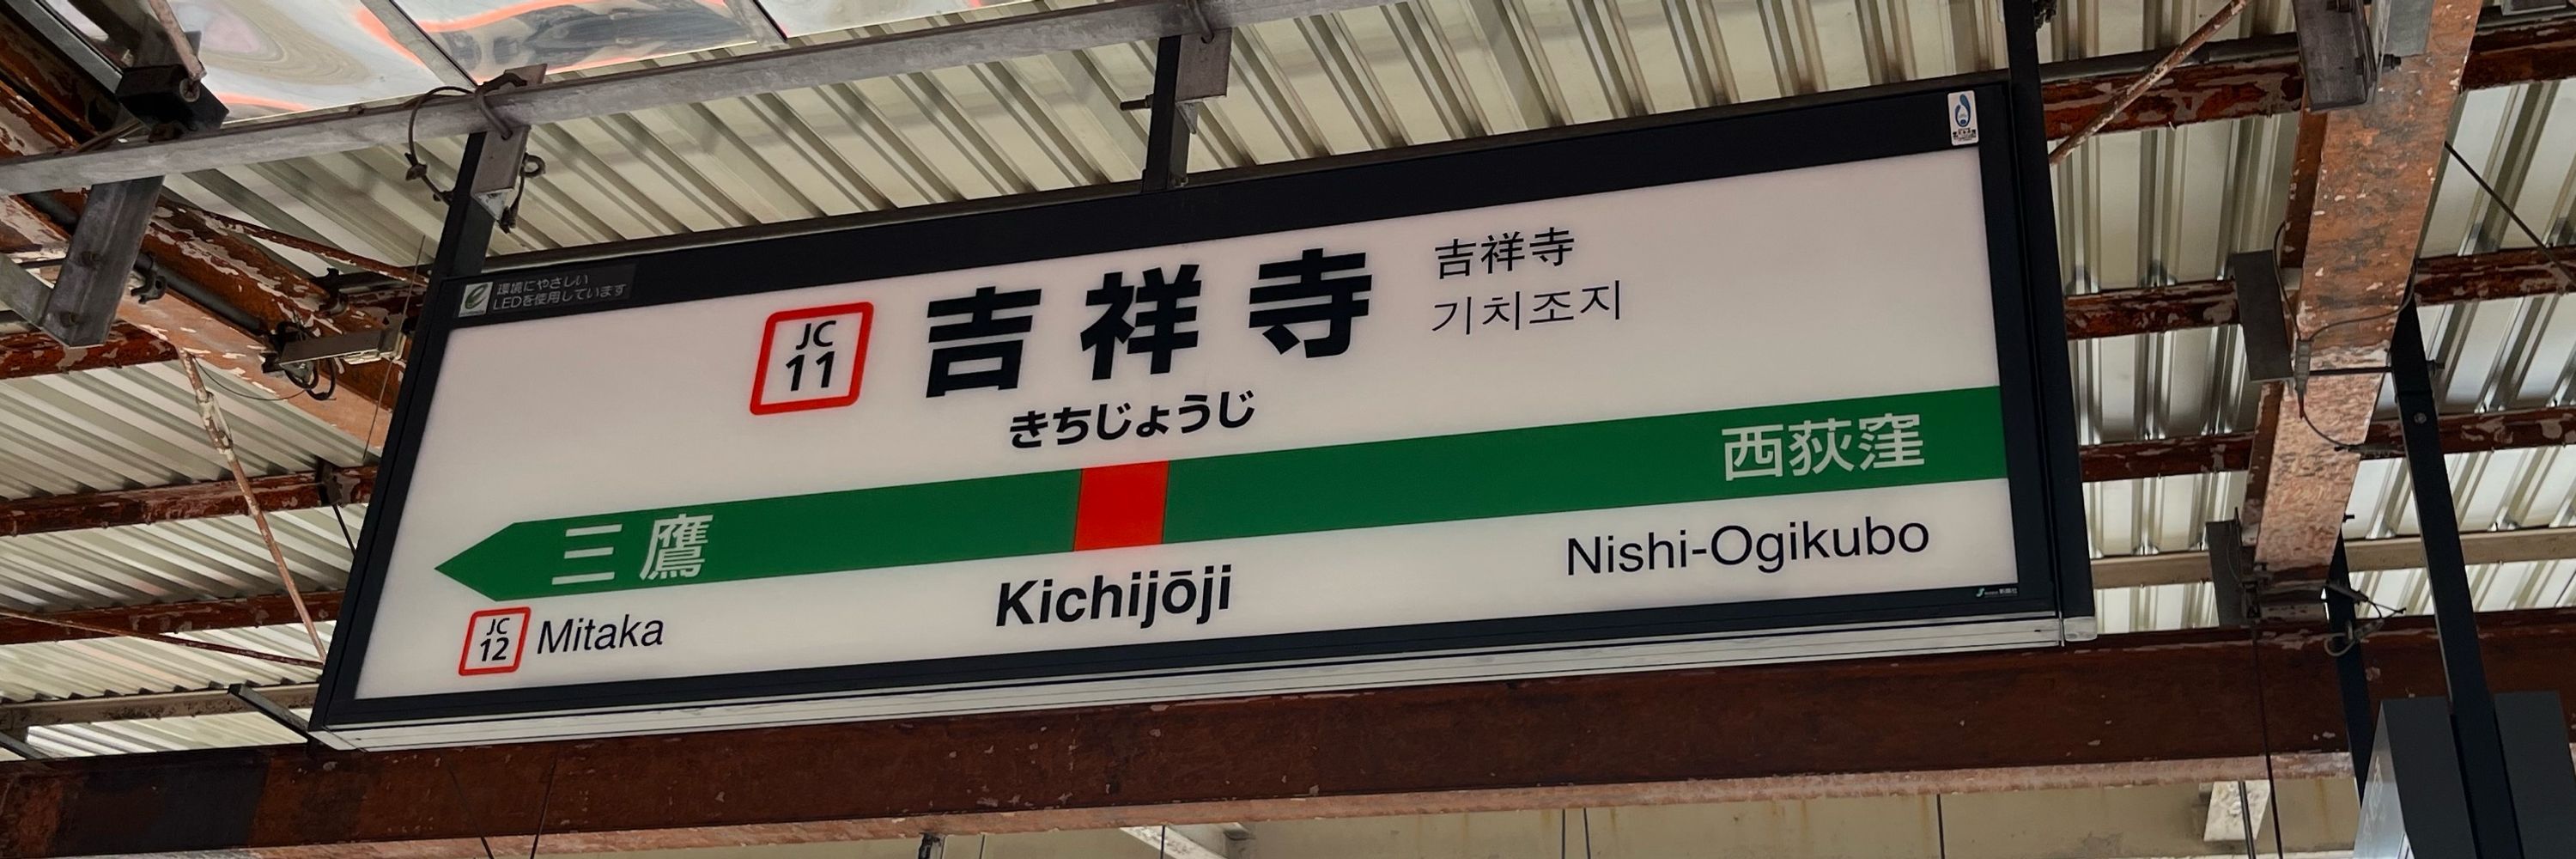 環境にやさしい
LEDを使用しています
JC
11
吉祥寺
吉祥寺
기치조지
きちじょうじ
三鷹
西荻窪
JC
12
Mitaka
Kichijōji
Nishi-Ogikubo